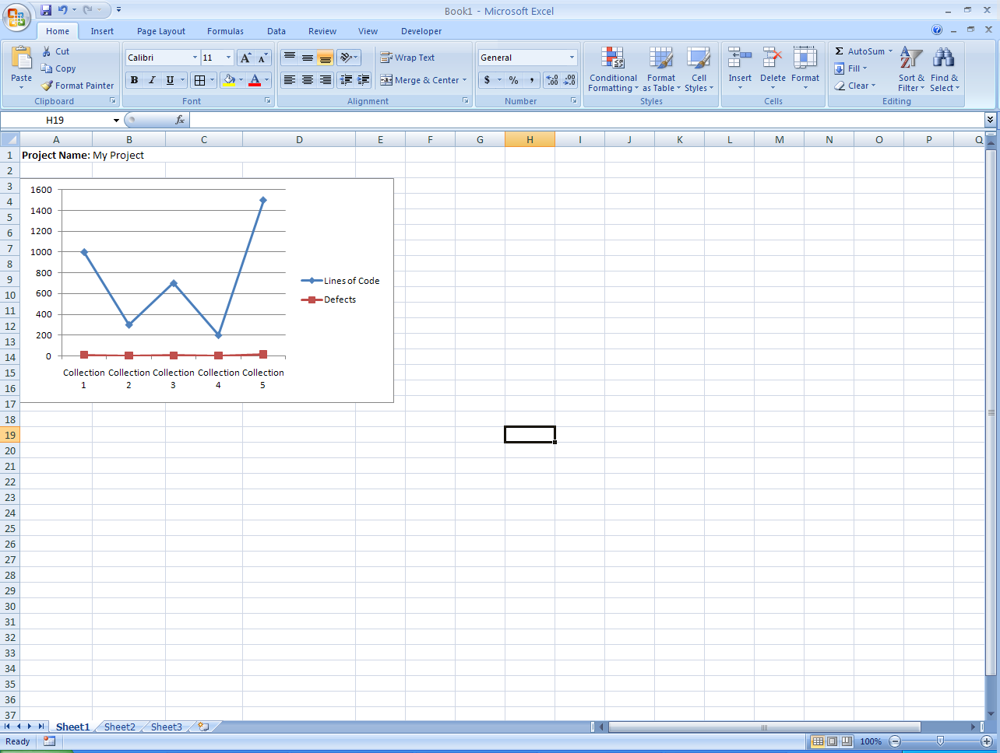 Book1 - Microsoft Excel
Home Insert Page Layout Formulas Data Review View Developer
Cut
Copy
Format Painter
Paste
Clipboard
Calibri 11
B I U
Font
Wrap Text
Merge & Center
Alignment
General
$ % ,
Number
Conditional Formatting
Format as Table
Cell Styles
Styles
Insert Delete Format
Cells
Σ AutoSum
Fill
Clear
Sort & Filter
Find & Select
Editing
H19 fx
A B C D E F G H I J K L M N O P Q
1 Project Name: My Project
2
3
4
5
6
7
8
9
10
11
12
13
14
15
16
17
18
19
20
21
22
23
24
25
26
27
28
29
30
31
32
33
34
35
36
37
1600
1400
1200
1000
800
600
400
200
0
Collection 1
Collection 2
Collection 3
Collection 4
Collection 5
Lines of Code
Defects
Sheet1 Sheet2 Sheet3
Ready 100%